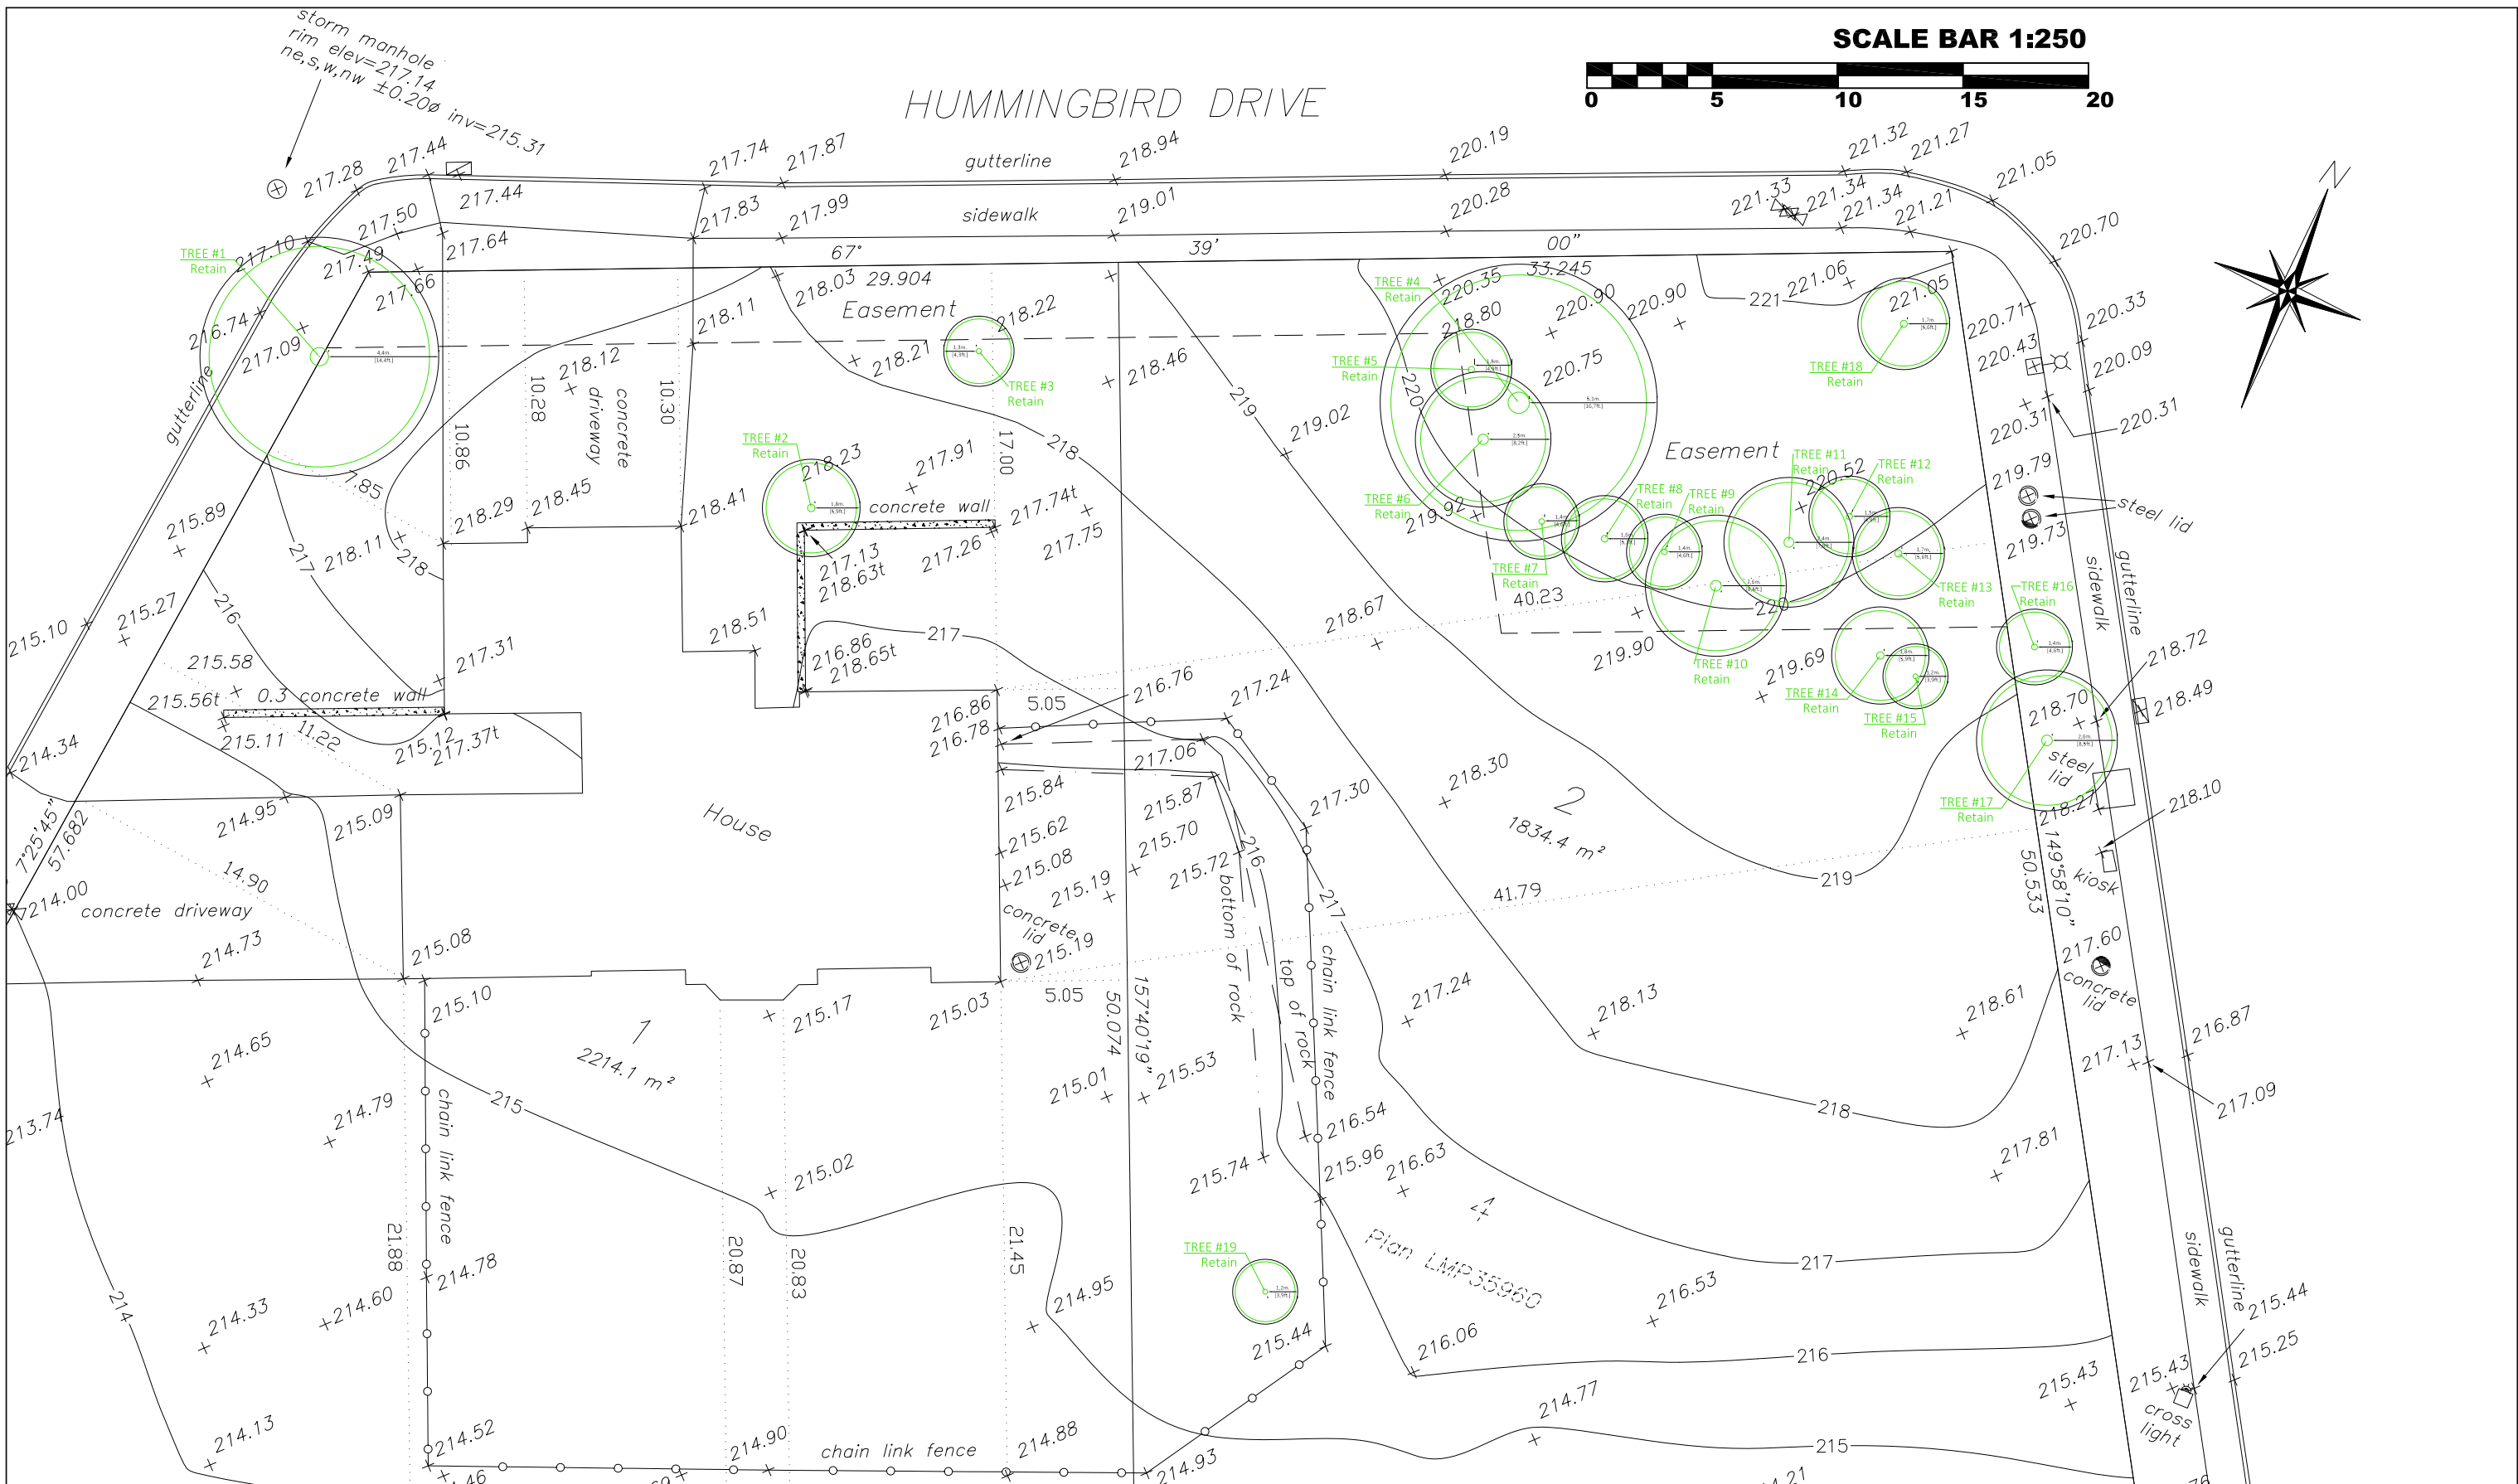 storm manhole
rim elev=217.14
ne,s,w,nw ±0.20ø inv=215.31
SCALE BAR 1:250
0 5 10 15 20
HUMMINGBIRD DRIVE
N
217.28
217.44
217.74
217.87
gutterline
218.94
220.19
221.32
221.27
221.05
217.50
217.44
217.83
217.99
sidewalk
219.01
220.28
221.33
221.34
221.34
221.21
220.70
217.10
217.49
217.64
217.66
67°
39'
00"
29.904
33.245
TREE #1
Retain
216.74
217.09
gutterline
218.03
Easement
218.11
218.22
218.12
218.21
218.46
concrete
driveway
10.86
10.28
10.30
17.00
TREE #3
Retain
TREE #2
Retain
218.23
217.91
218
TREE #4
Retain
220.35
218.80
220.90
220.90
221
221.06
221.05
TREE #5
Retain
220.75
220
TREE #18
Retain
220.71
220.33
220.43
220.09
220.31
220.31
219
219.02
Easement
TREE #6
Retain
219.92
TREE #8
Retain
TREE #9
Retain
TREE #11
Retain
220.52
TREE #12
Retain
219.79
steel lid
219.73
7.85
215.89
217
218.11
218
218.29
218.45
218.41
concrete wall
217.74t
217.75
217.13
218.63t
217.26
TREE #7
Retain
40.23
220
TREE #13
Retain
TREE #16
Retain
sidewalk
gutterline
215.10
215.27
216
215.58
217.31
218.51
216.86
218.65t
217
218.67
219.90
TREE #10
Retain
219.69
TREE #14
Retain
TREE #15
Retain
218.72
218.70
218.49
215.56t
0.3 concrete wall
215.11
11.22
215.12
217.37t
214.34
216.86
216.78
5.05
216.76
217.24
217.06
steel
lid
TREE #17
Retain
218.27
218.10
214.95
215.09
House
215.84
215.87
217.30
218.30
2
1834.4 m²
7°25'45"
57.682
214.00
14.90
concrete driveway
215.62
215.08
215.19
215.70
215.72
216
217
bottom of rock
219
41.79
149°58'10"
50.533
kiosk
214.73
215.08
concrete
lid
215.19
217.60
concrete
lid
215.10
215.17
215.03
5.05
157°40'19"
50.074
top of rock
chain link fence
217.24
218.13
218.61
216.87
217.13
217.09
214.65
1
2214.1 m²
215
215.01
215.53
218
213.74
214.79
chain link fence
215.02
216.54
215.74
215.96
216.63
217.81
21.88
20.87
20.83
21.45
4
Plan LMP35960
TREE #19
Retain
217
sidewalk
gutterline
214
214.33
214.60
214.78
214.95
215.44
216.53
216.06
216
215.44
215.25
215.43
215.43
cross
light
214.13
214.52
214.90
chain link fence
214.88
214.93
214.77
215